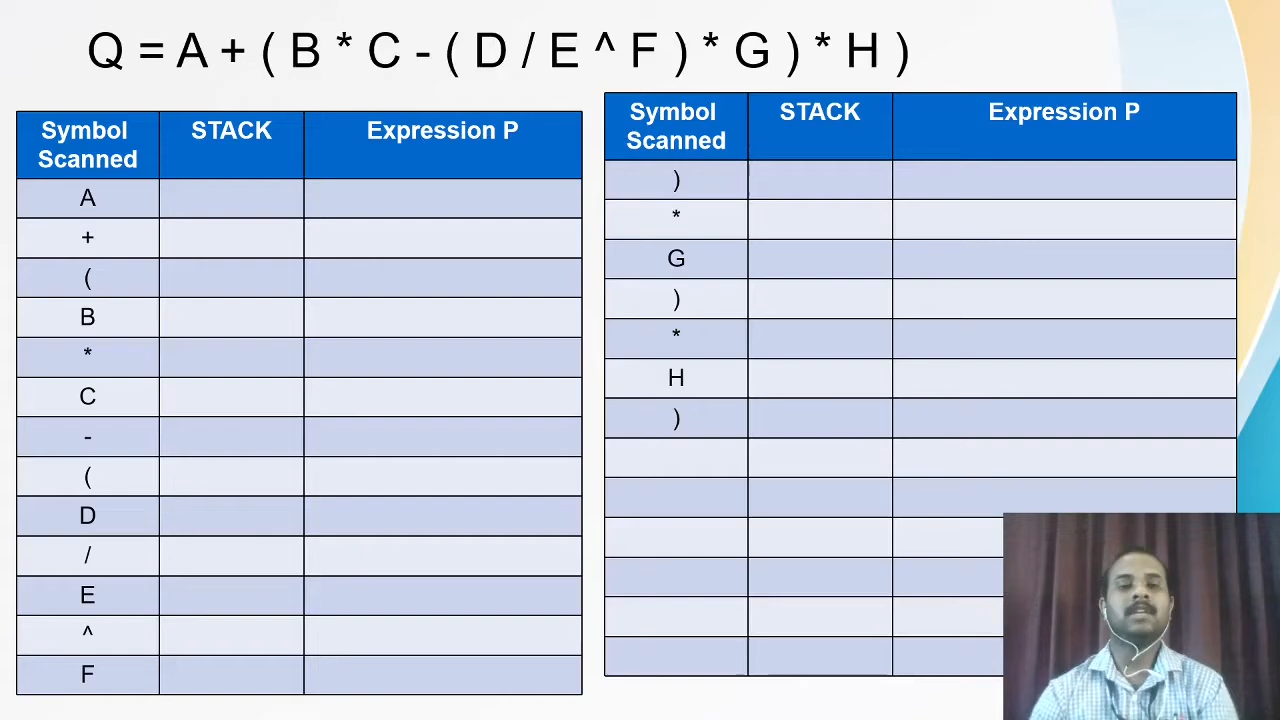 Q = A + ( B * C - ( D / E ^ F ) * G ) * H )
Symbol Scanned STACK Expression P
A
+
(
B
*
C
-
(
D
/
E
^
F
Symbol Scanned STACK Expression P
)
*
G
)
*
H
)